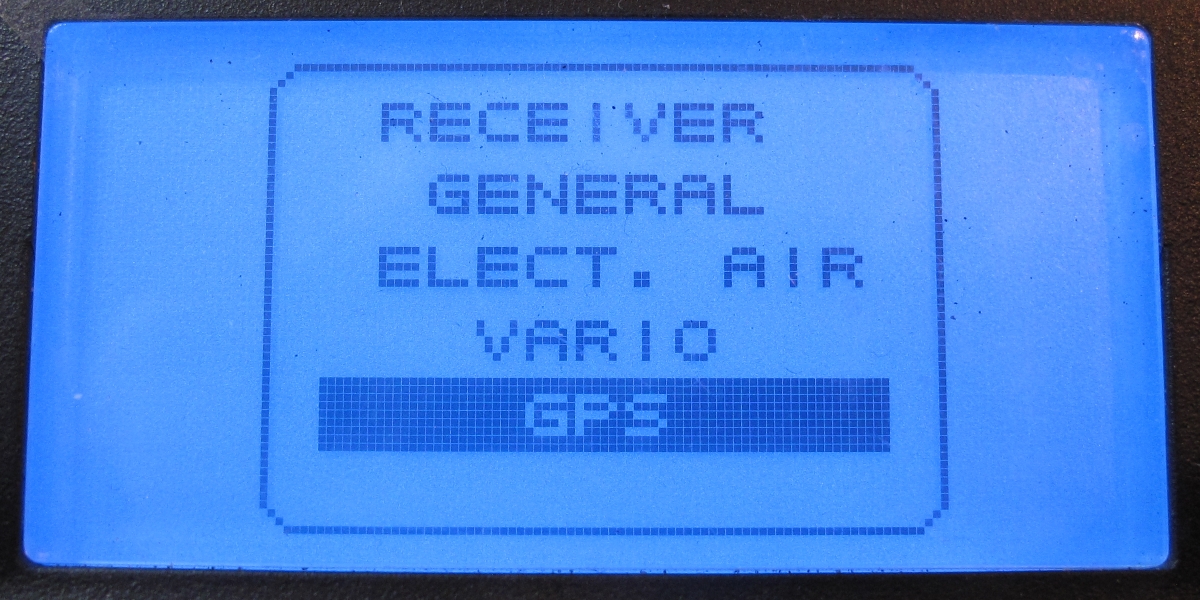 RECEIVER
GENERAL
ELECT. AIR
VARIO
GPS